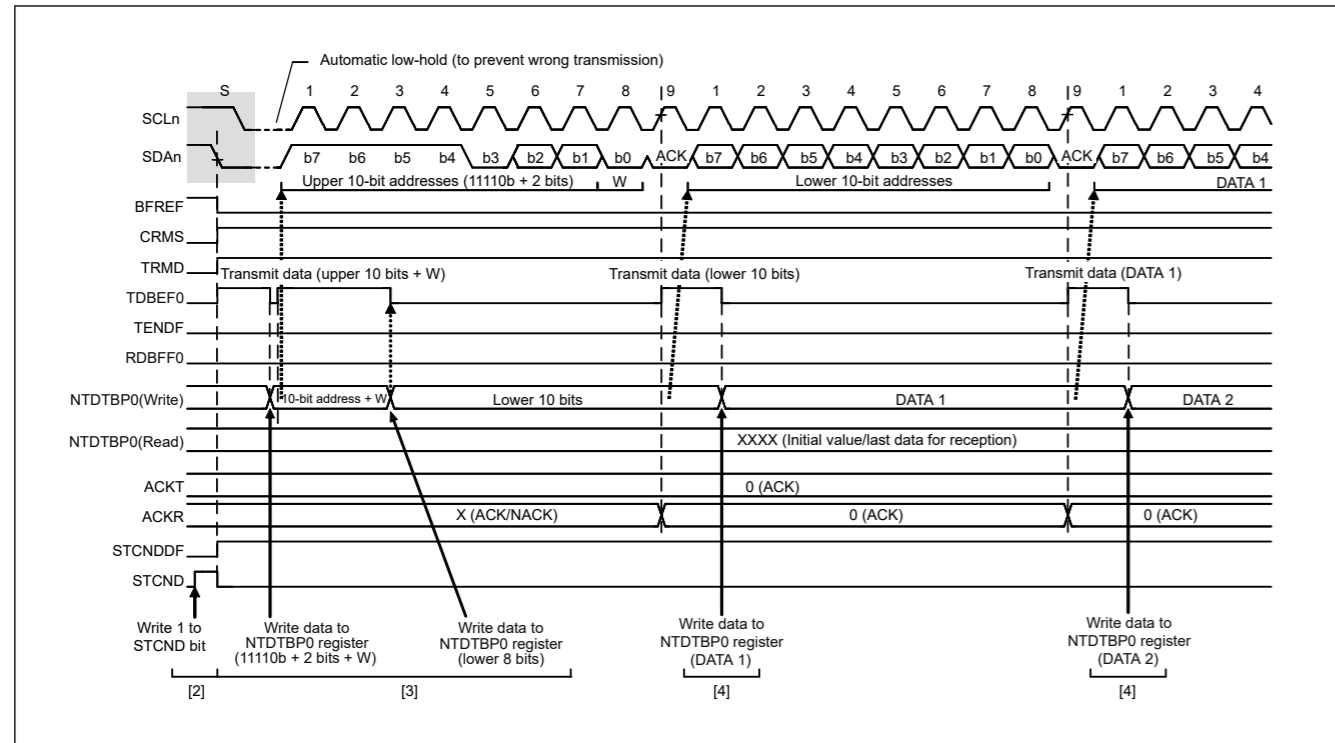 Automatic low-hold (to prevent wrong transmission)
S 1 2 3 4 5 6 7 8 9 1 2 3 4 5 6 7 8 9 1 2 3 4
SCLn
SDAn b7 b6 b5 b4 b3 b2 b1 b0 ACK b7 b6 b5 b4 b3 b2 b1 b0 ACK b7 b6 b5 b4
Upper 10-bit addresses (11110b + 2 bits) W Lower 10-bit addresses DATA 1
BFREF
CRMS
TRMD
Transmit data (upper 10 bits + W) Transmit data (lower 10 bits) Transmit data (DATA 1)
TDBEF0
TENDF
RDBFF0
NTDTBP0(Write) 10-bit address + W Lower 10 bits DATA 1 DATA 2
NTDTBP0(Read) XXXX (Initial value/last data for reception)
ACKT 0 (ACK)
ACKR X (ACK/NACK) 0 (ACK) 0 (ACK)
STCNDDF
STCND
Write 1 to
STCND bit
Write data to
NTDTBP0 register
(11110b + 2 bits + W)
Write data to
NTDTBP0 register
(lower 8 bits)
Write data to
NTDTBP0 register
(DATA 1)
Write data to
NTDTBP0 register
(DATA 2)
[2] [3] [4] [4]